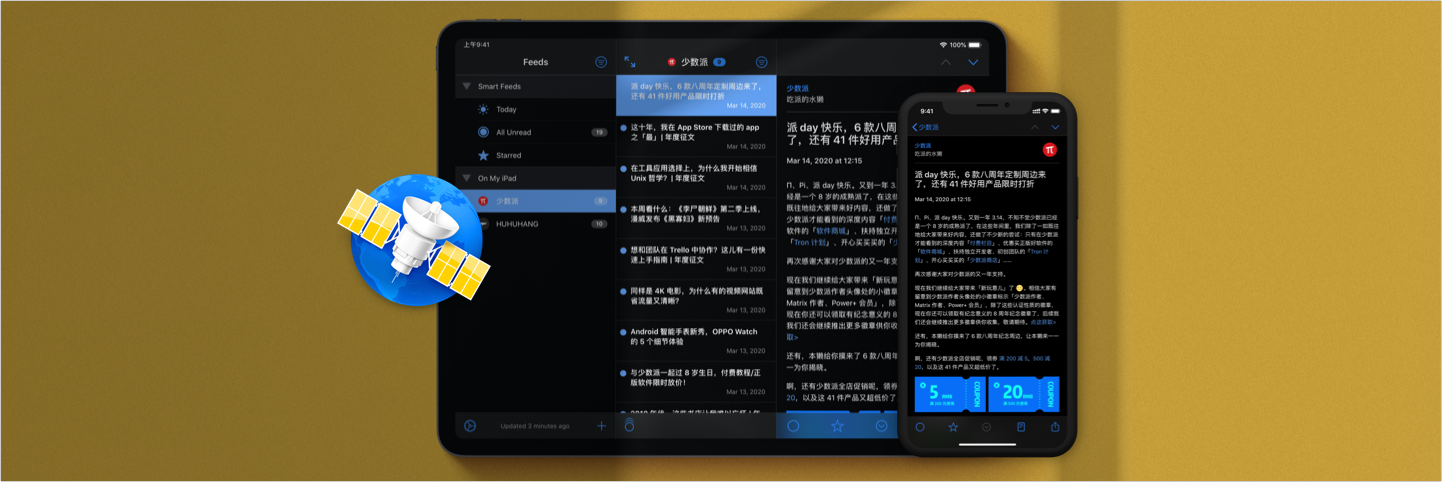 上午9:41
100%
Feeds
Smart Feeds
Today
All Unread
19
Starred
On My iPad
少数派
9
HUHUHANG
10
Updated 3 minutes ago
少数派
9
派 day 快乐，6 款八周年定制周边来了，
还有 41 件好用产品限时打折
Mar 14, 2020
这十年，我在 App Store 下载过的 app
之「最」| 年度征文
Mar 14, 2020
在工具应用选择上，为什么我开始相信
Unix 哲学？| 年度征文
Mar 14, 2020
本周看什么：《李尸朝鲜》第二季上线，
漫威发布《黑寡妇》新预告
Mar 13, 2020
想和团队在 Trello 中协作？这儿有一份快
速上手指南 | 年度征文
Mar 13, 2020
同样是 4K 电影，为什么有的视频网站既
省流量又清晰？
Mar 13, 2020
Android 智能手表新秀，OPPO Watch
的 5 个细节体验
Mar 13, 2020
与少数派一起过 8 岁生日，付费教程/正
版软件限时放价！
Mar 13, 2020
少数派
吃派的水獭
派 day 快乐，6 款八周
了，还有 41 件好用产品
Mar 14, 2020 at 12:15
Π、Pi、派 day 快乐，又到一年 3.
经是一个 8 岁的成熟派了，在这些
既往地给大家带来好内容，还做了
少数派才能看到的深度内容「付费
软件的「软件商城」、扶持独立开
「Tron 计划」、开心买买买的「少
再次感谢大家对少数派的又一年支
现在我们继续给大家带来「新玩意
留意到少数派作者头像处的小徽章
Matrix 作者、Power+ 会员」，除
现在你还可以领取有纪念意义的 8
我们还会继续推出更多徽章供你收
取>
还有，本獭给你摸来了 6 款八周年
一为你揭晓。
啊，还有少数派全店促销呢，领券
20，以及这 41 件产品又超低价了
9:41
少数派
少数派
吃派的水獭
π
派 day 快乐，6 款八周年定制周边来
了，还有 41 件好用产品限时打折
Mar 14, 2020 at 12:15
Π、Pi、派 day 快乐，又到一年 3.14，不知不觉少数派已经
是一个 8 岁的成熟派了，在这些年间里，我们除了一如既往
地给大家带来好内容，还做了不少新的尝试：只有在少数派
才能看到的深度内容「付费栏目」、优惠买正版好软件的
「软件商城」、扶持独立开发者、初创团队的「Tron 计
划」、开心买买买的「少数派商店」……
再次感谢大家对少数派的又一年支持。
现在我们继续给大家带来「新玩意儿」了 ，相信大家有
留意到少数派作者头像处的小徽章标示「少数派作者、
Matrix 作者、Power+ 会员」，除了这些认证性质的徽章，
现在你还可以领取有纪念意义的 8 周年纪念徽章了，后续我
们还会继续推出更多徽章供你收集，敬请期待。点这获取>
还有，本獭给你摸来了 6 款八周年纪念周边，让本獭来一一
为你揭晓。
啊，还有少数派全店促销呢，领券 满 200 减 5、500 减
20，以及这 41 件产品又超低价了。
5
RMB
满 200 元使用
COUPON
20
RMB
满 500 元使用
COUPON